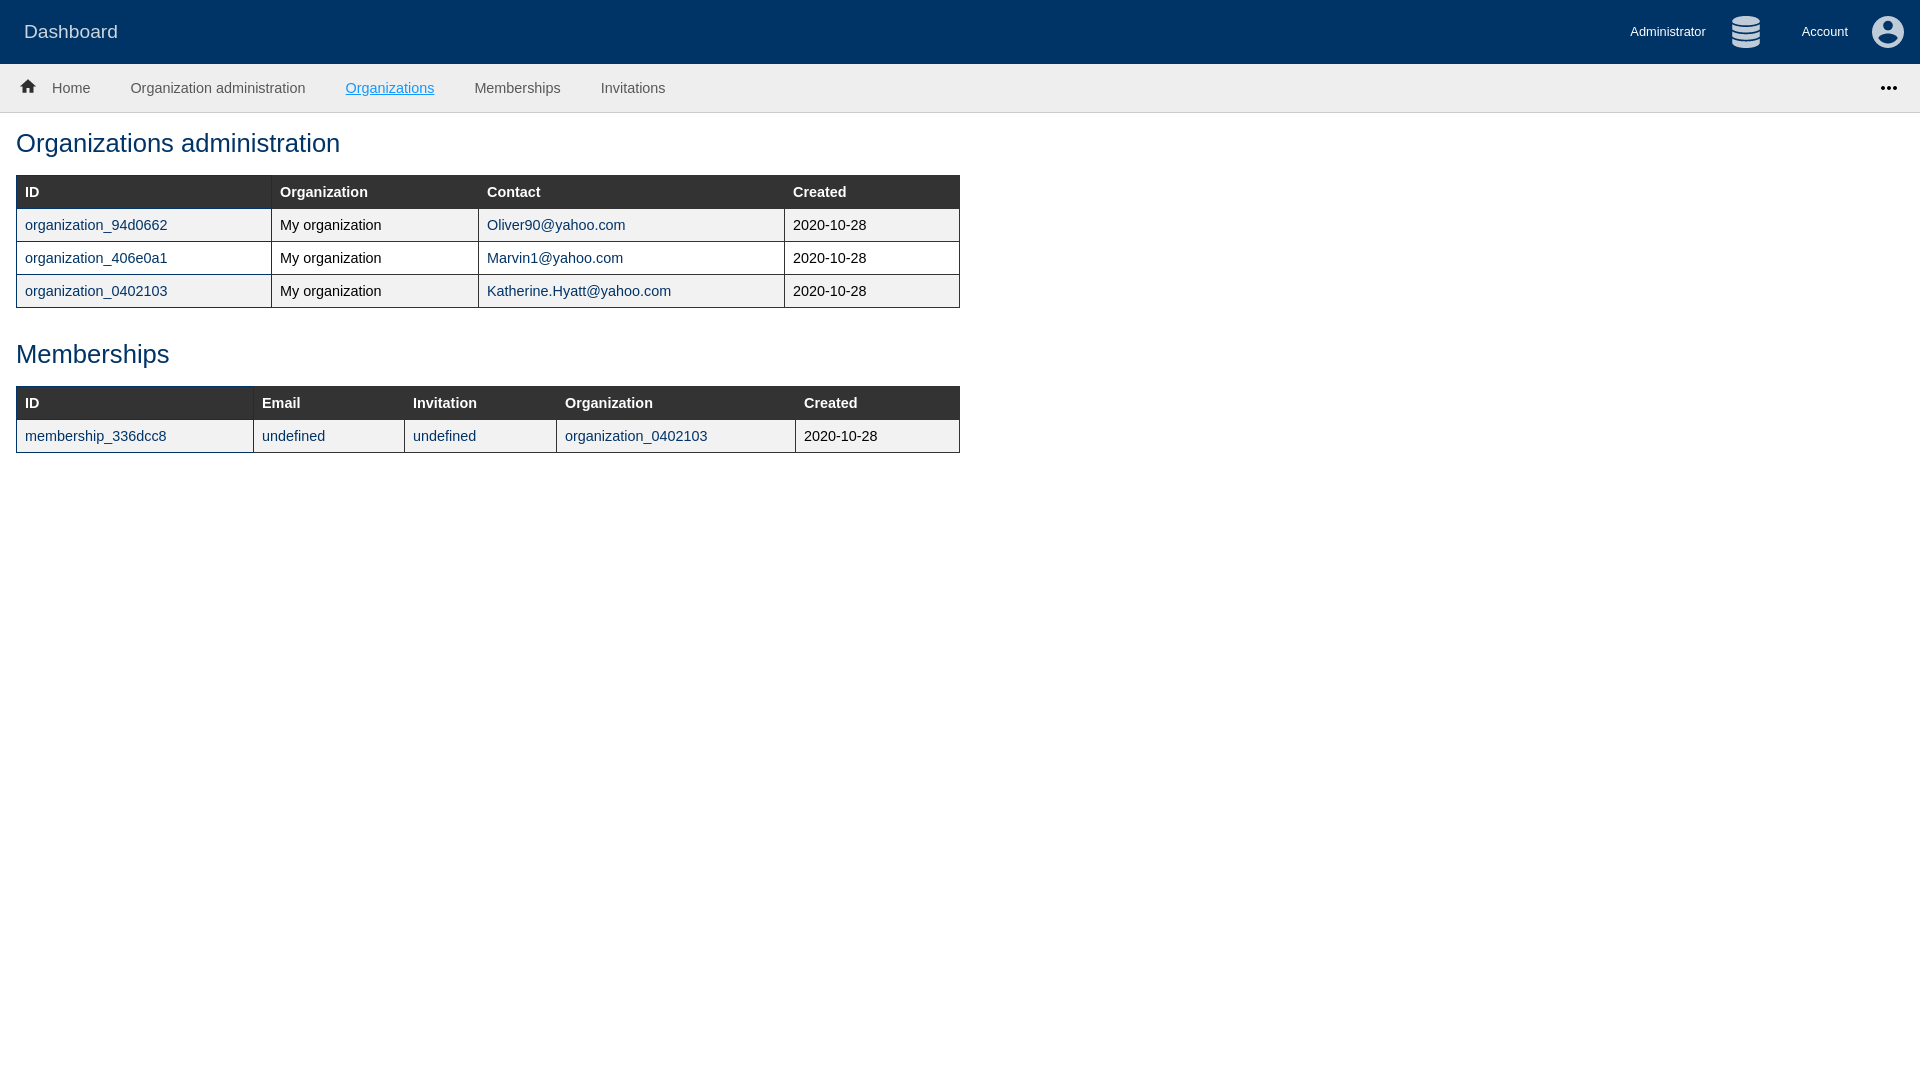 Dashboard
Administrator
Account
Home Organization administration Organizations Memberships Invitations
Organizations administration
ID Organization Contact Created
organization_94d0662 My organization Oliver90@yahoo.com 2020-10-28
organization_406e0a1 My organization Marvin1@yahoo.com 2020-10-28
organization_0402103 My organization Katherine.Hyatt@yahoo.com 2020-10-28
Memberships
ID Email Invitation Organization Created
membership_336dcc8 undefined undefined organization_0402103 2020-10-28